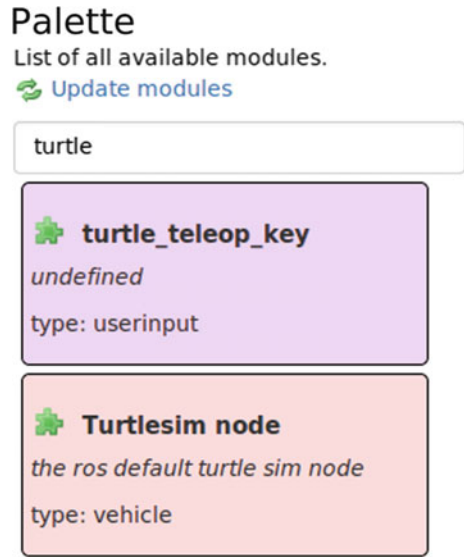 Palette
List of all available modules.
Update modules
turtle
turtle_teleop_key
undefined
type: userinput
Turtlesim node
the ros default turtle sim node
type: vehicle